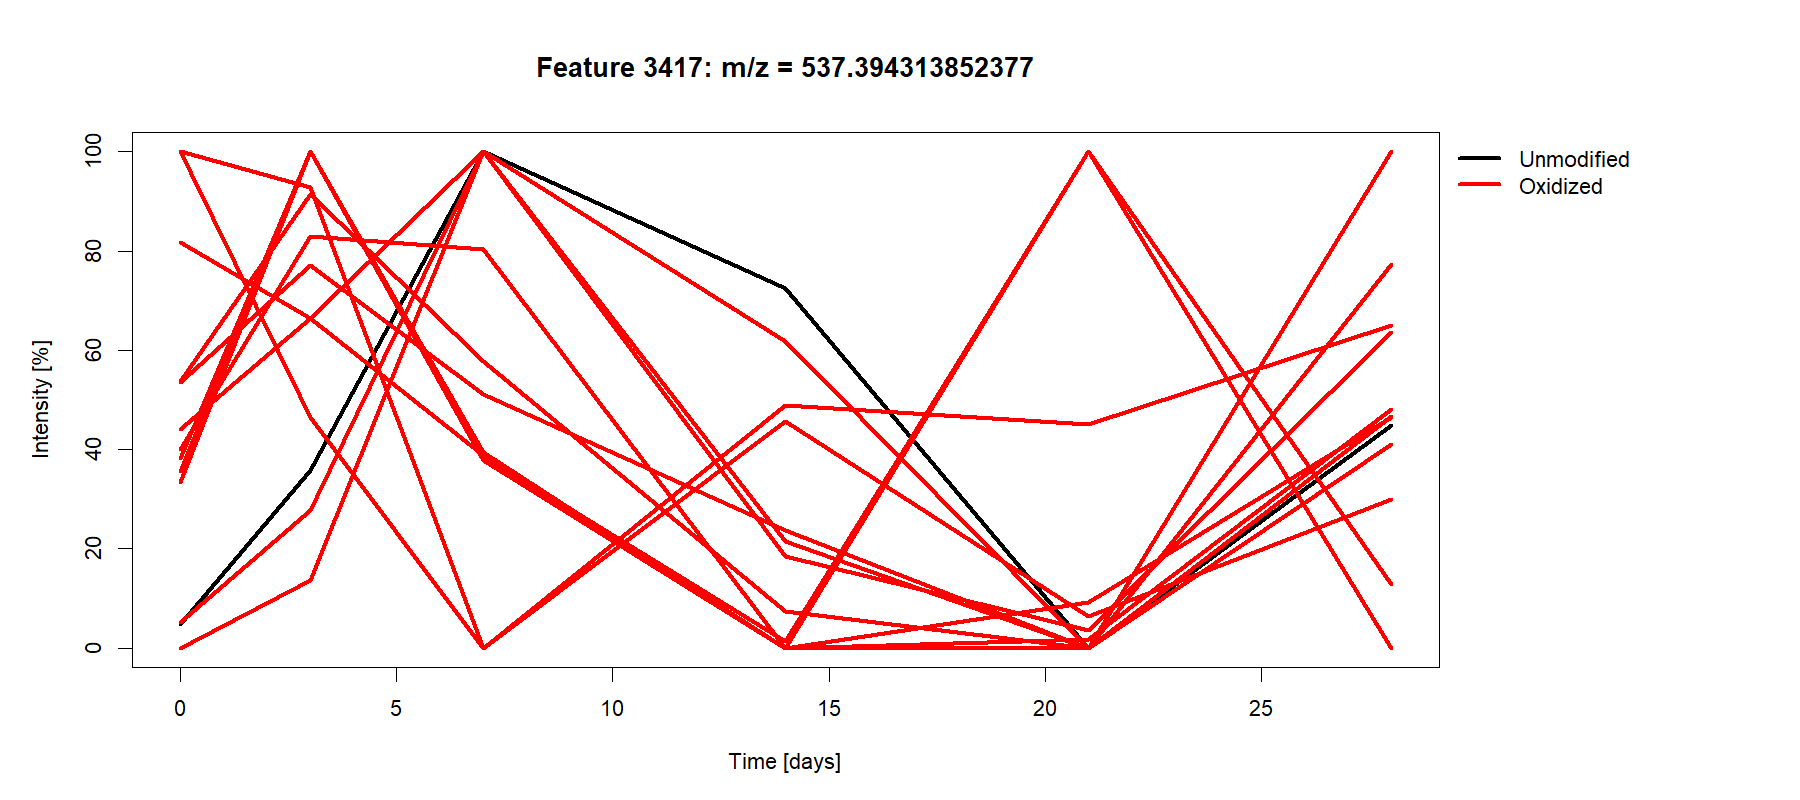 Feature 3417: m/z = 537.394313852377
Unmodified
Oxidized
Intensity [%]
100
80
60
40
20
0
0 5 10 15 20 25
Time [days]